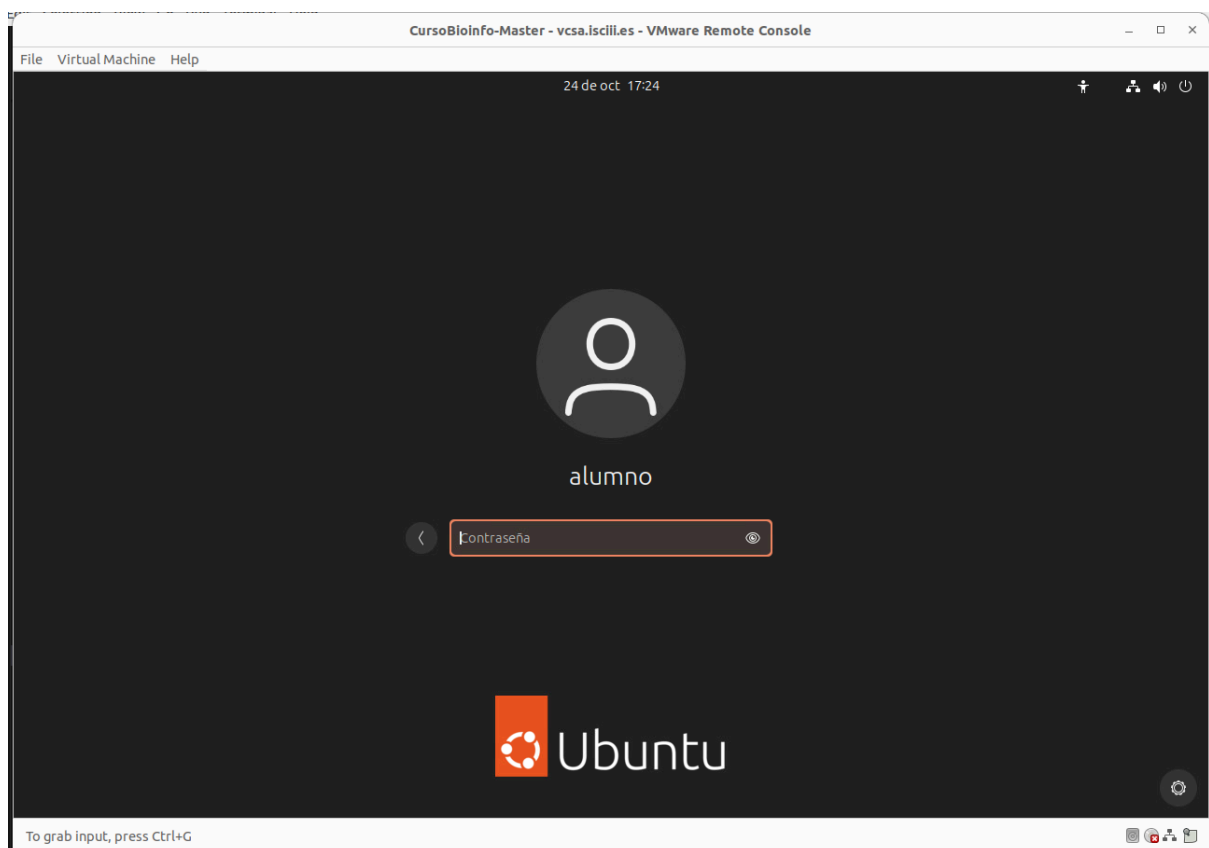 CursoBioinfo-Master - vcsa.isciii.es - VMware Remote Console
File Virtual Machine Help
24 de oct 17:24
alumno
Contraseña
Ubuntu
To grab input, press Ctrl+G